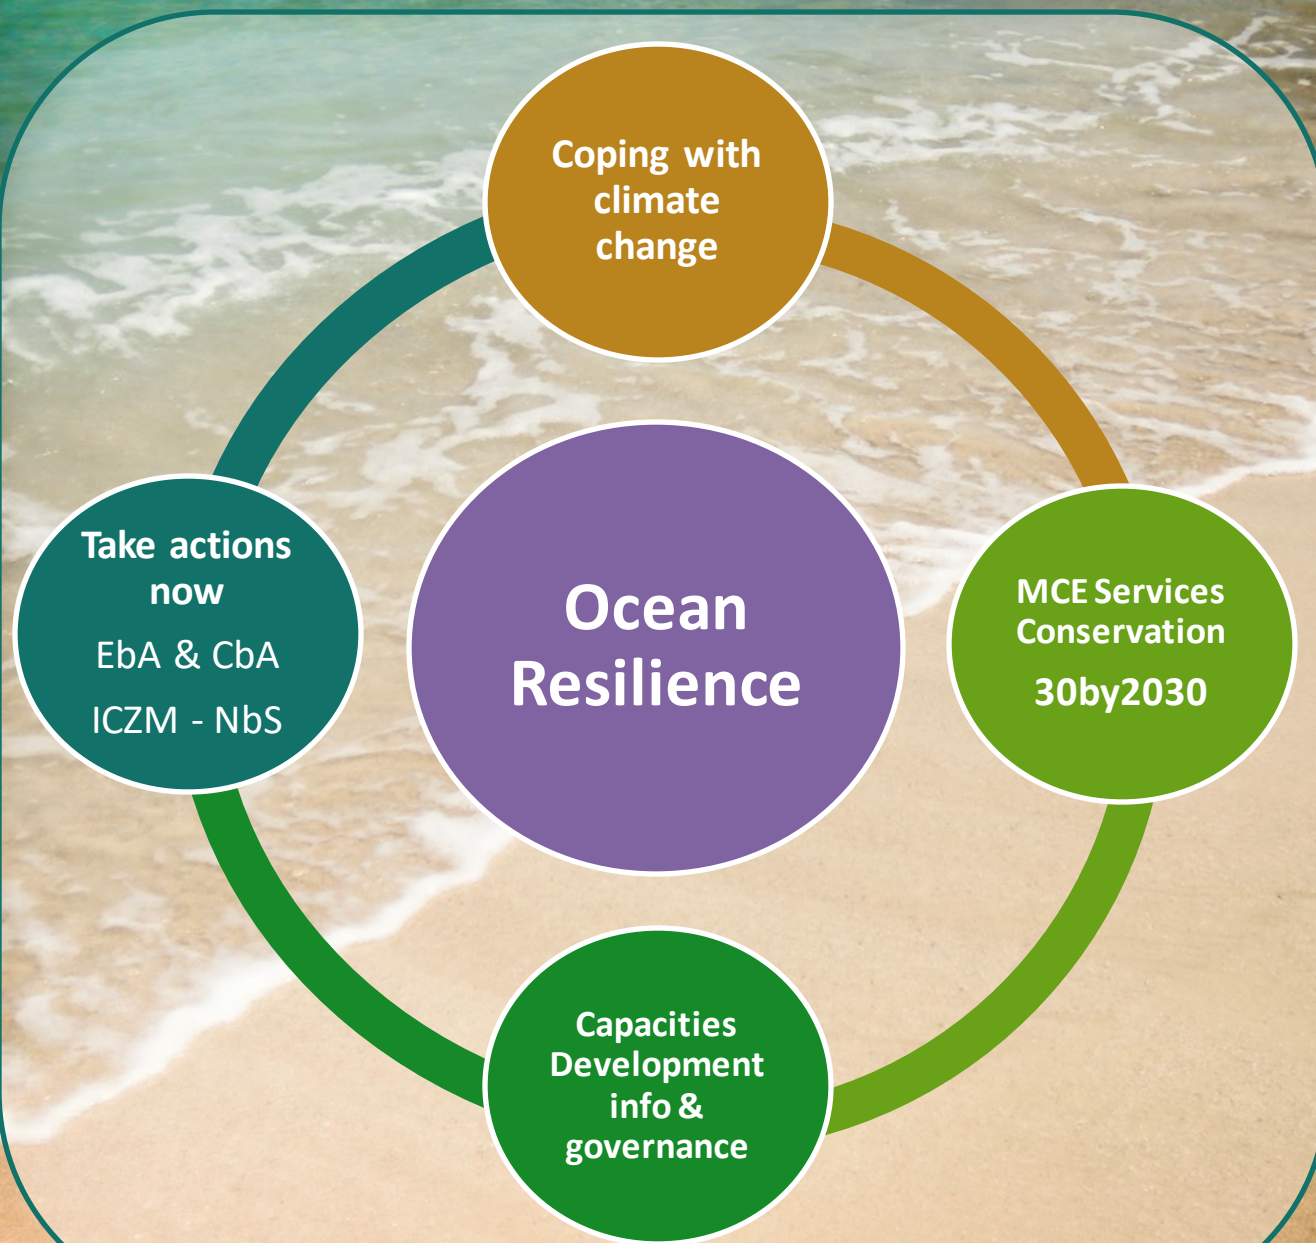 Coping with
climate
change
Take actions
now
EbA & CbA
ICZM - NbS
Ocean
Resilience
MCE Services
Conservation
30by2030
Capacities
Development
info &
governance